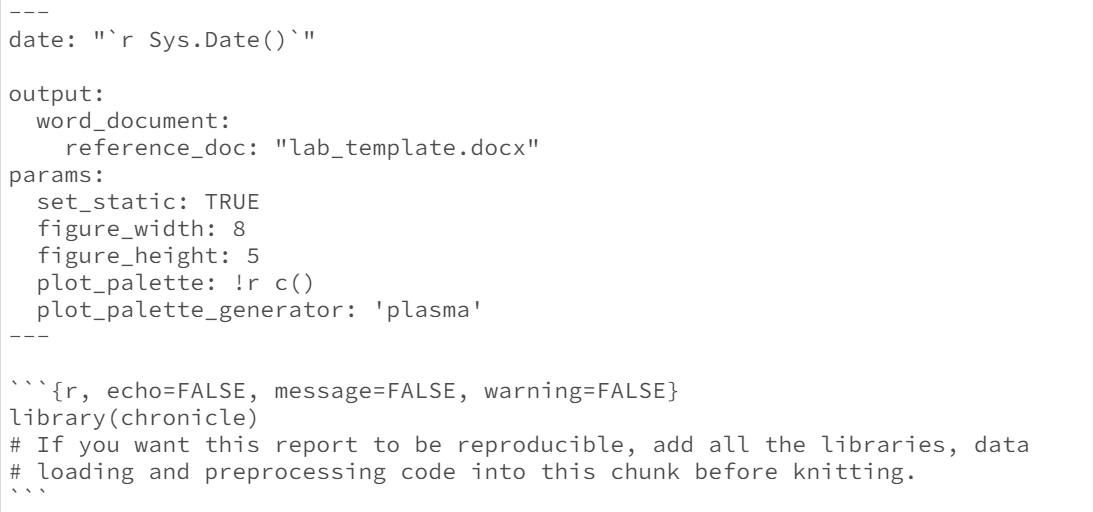 ---
date: "`r Sys.Date()`"
output:
  word_document:
    reference_doc: "lab_template.docx"
params:
  set_static: TRUE
  figure_width: 8
  figure_height: 5
  plot_palette: !r c()
  plot_palette_generator: 'plasma'
---
```{r, echo=FALSE, message=FALSE, warning=FALSE}
library(chronicle)
# If you want this report to be reproducible, add all the libraries, data
# loading and preprocessing code into this chunk before knitting.
```